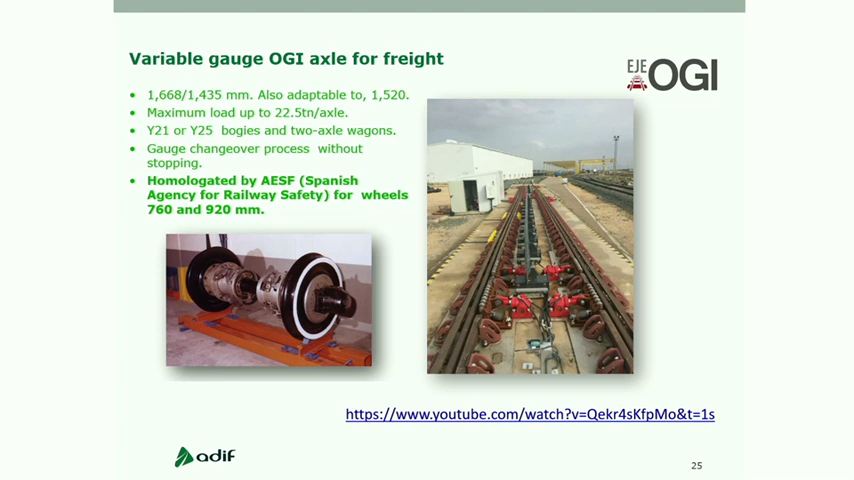 Variable gauge OGI axle for freight
EJE OGI
• 1,668/1,435 mm. Also adaptable to, 1,520.
• Maximum load up to 22.5tn/axle.
• Y21 or Y25 bogies and two-axle wagons.
• Gauge changeover process without
stopping.
• Homologated by AESF (Spanish
Agency for Railway Safety) for wheels
760 and 920 mm.
https://www.youtube.com/watch?v=Qekr4sKfpMo&t=1s
adif
25